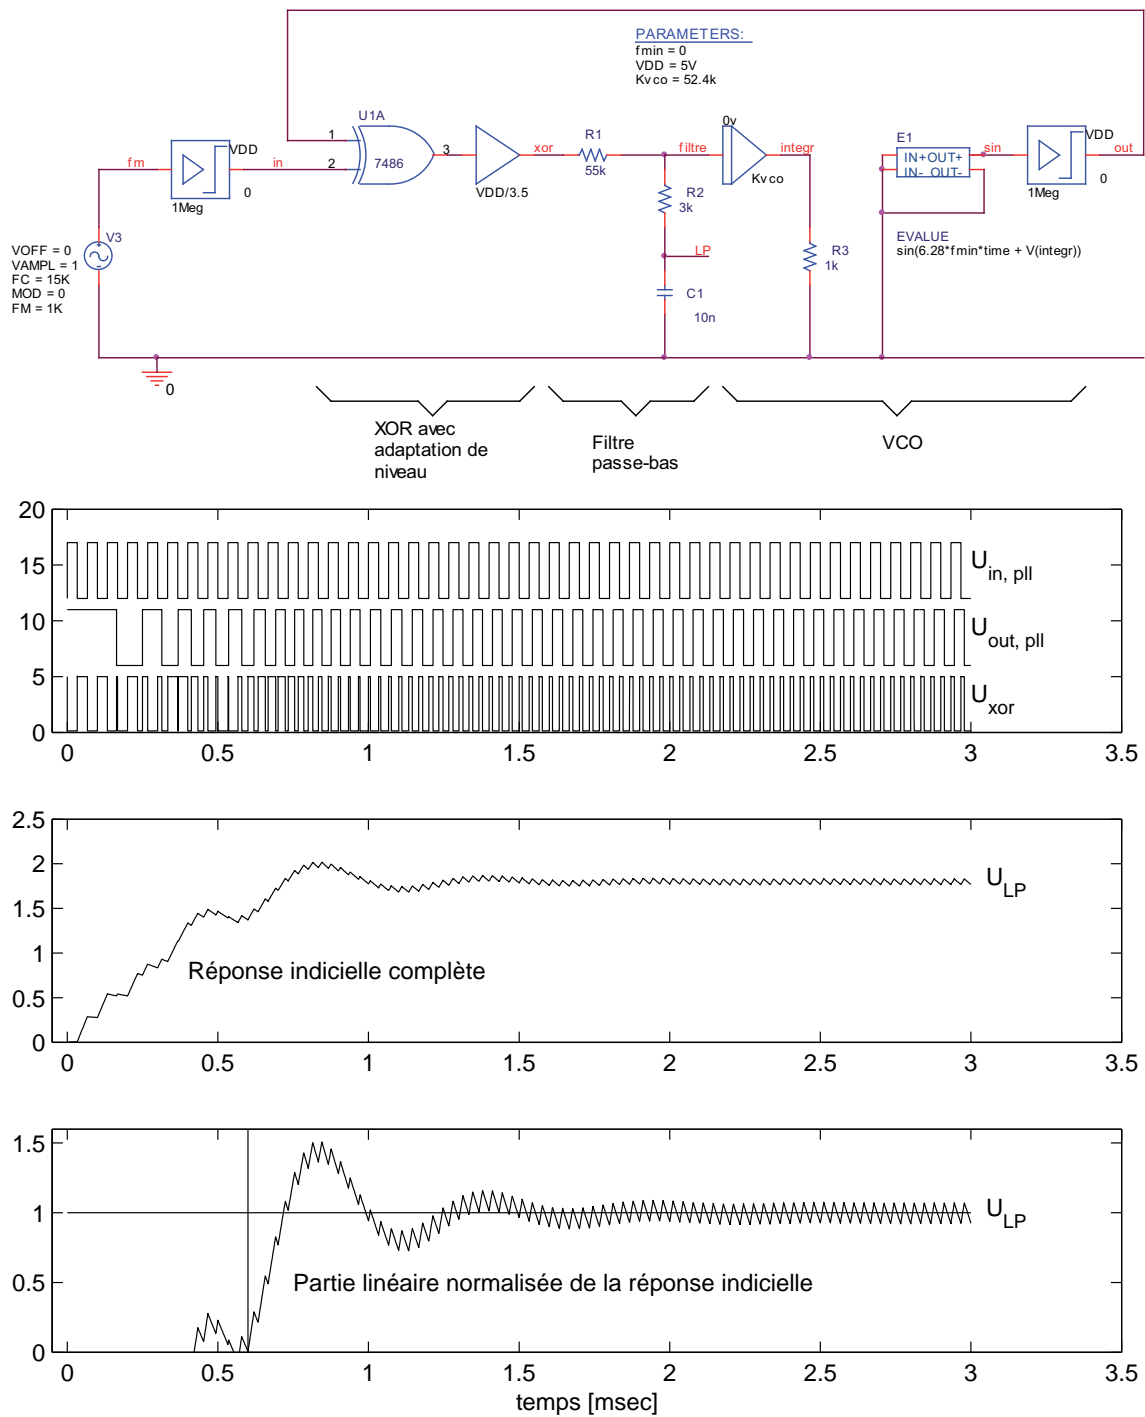 PARAMETERS:
fmin = 0
VDD = 5V
Kvco = 52.4k
U1A
0v
1
2
7486
3
xor
R1
55k
filtre
Kvco
integr
E1
IN+OUT+
IN- OUT-
sin
VDD
out
0
1Meg
VDD
fm
in
0
1Meg
VDD/3.5
R2
3k
LP
C1
10n
R3
1k
EVALUE
sin(6.28*fmin*time + V(integr))
V3
VOFF = 0
VAMPL = 1
FC = 15K
MOD = 0
FM = 1K
0
XOR avec
adaptation de
niveau
Filtre
passe-bas
VCO
20
15
10
5
0
U in, pll
U out, pll
U xor
0 0.5 1 1.5 2 2.5 3 3.5
2.5
2
1.5
1
0.5
0
U LP
Réponse indicielle complète
0 0.5 1 1.5 2 2.5 3 3.5
1.5
1
0.5
0
U LP
Partie linéaire normalisée de la réponse indicielle
0 0.5 1 1.5 2 2.5 3 3.5
temps [msec]